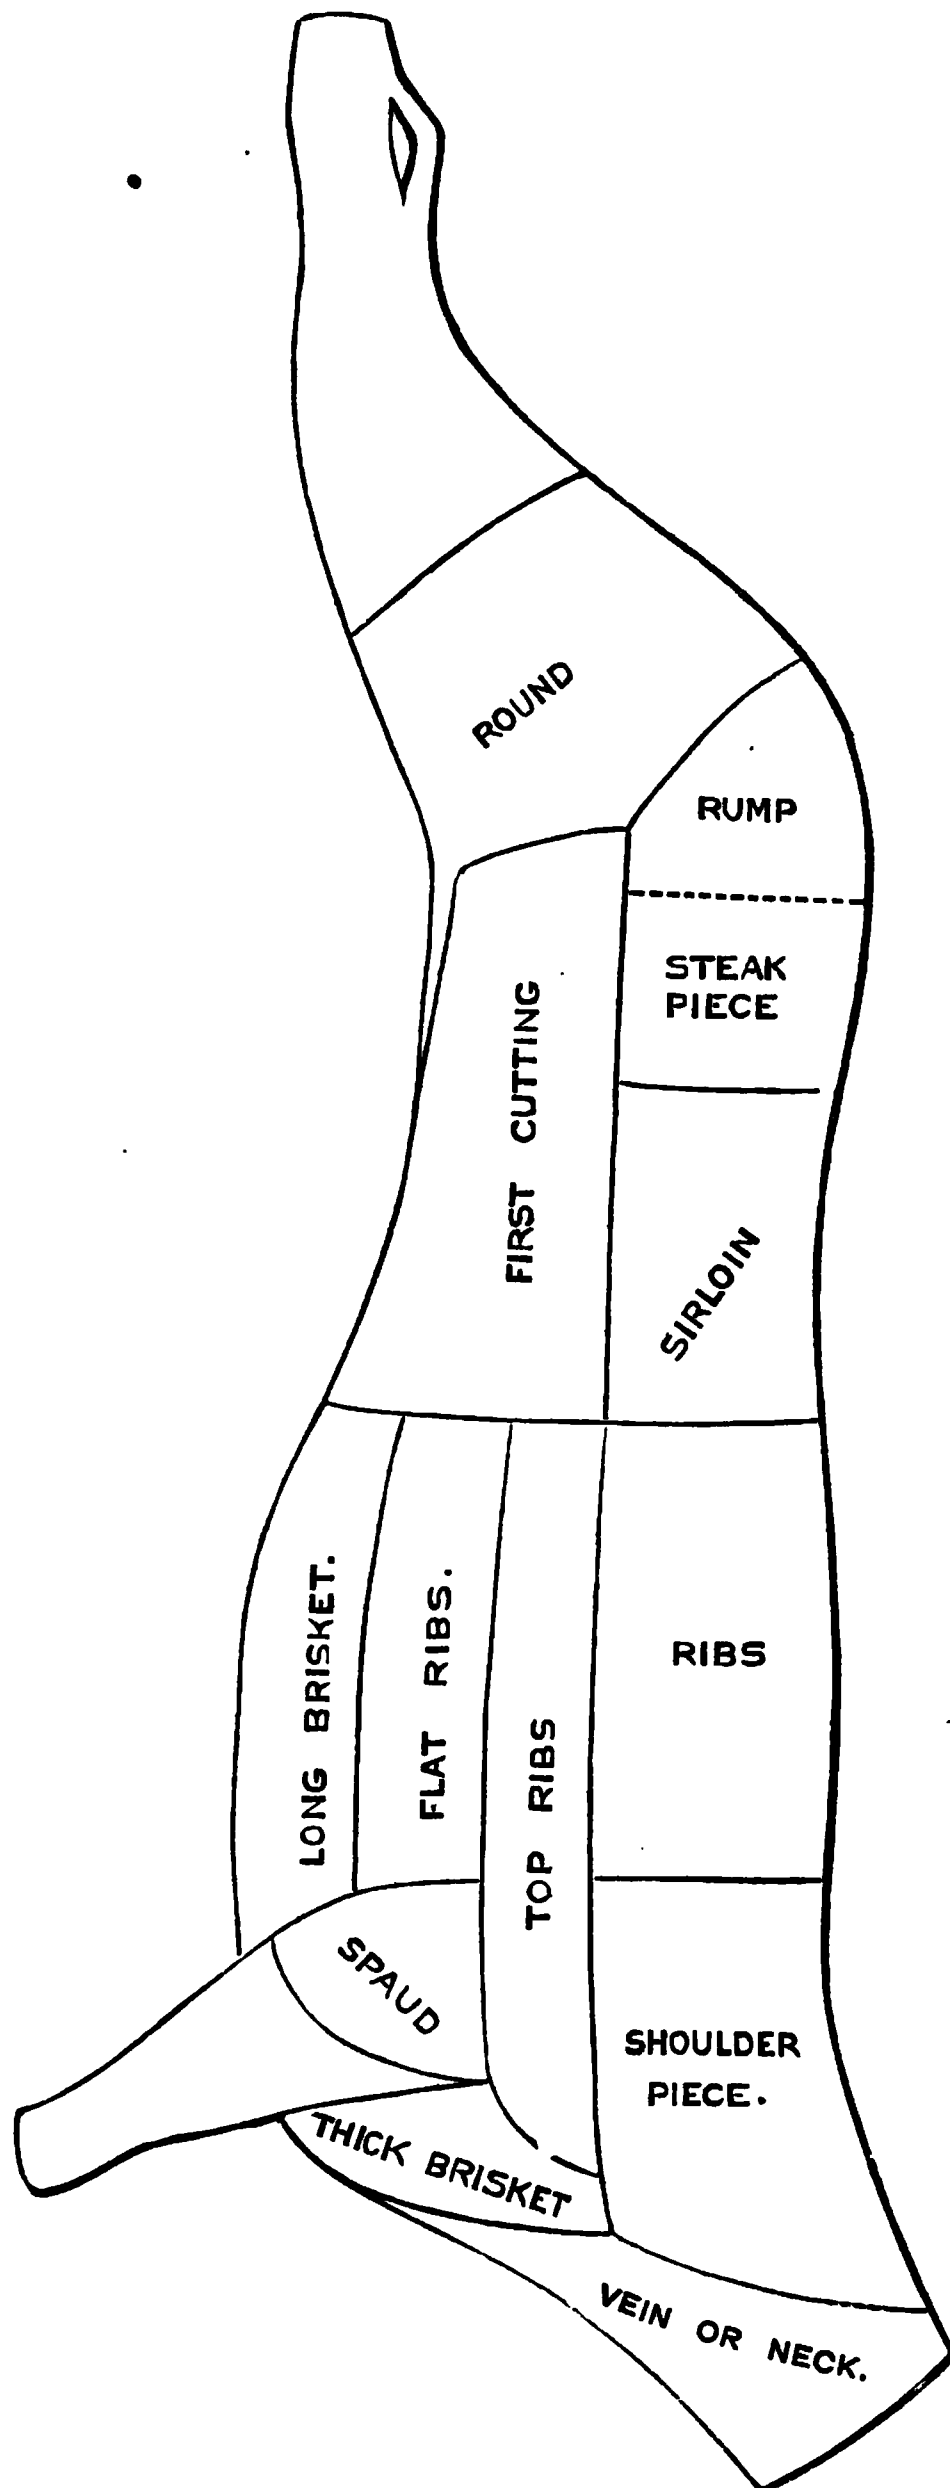 ROUND
RUMP
STEAK
PIECE
FIRST CUTTING
SIRLOIN
LONG BRISKET.
FLAT RIBS.
TOP RIBS
RIBS
SPAUD
SHOULDER
PIECE.
THICK BRISKET
VEIN OR NECK.